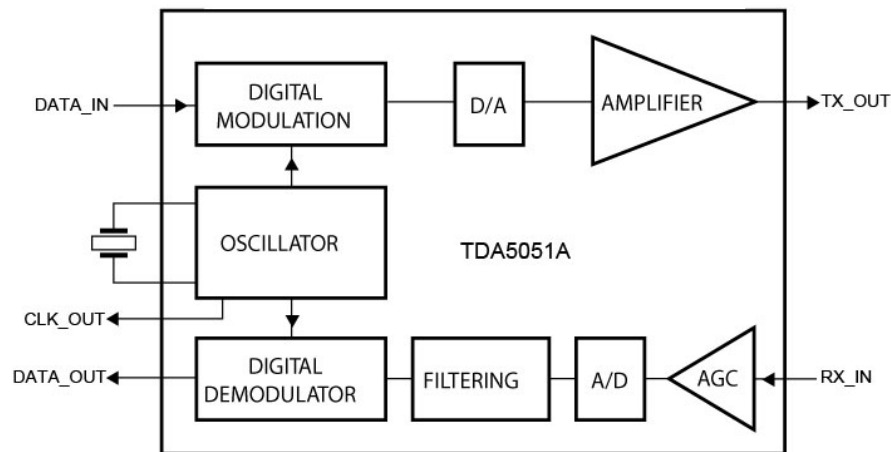 DATA_IN
DIGITAL
MODULATION
D/A
AMPLIFIER
TX_OUT
OSCILLATOR
TDA5051A
CLK_OUT
DATA_OUT
DIGITAL
DEMODULATOR
FILTERING
A/D
AGC
RX_IN